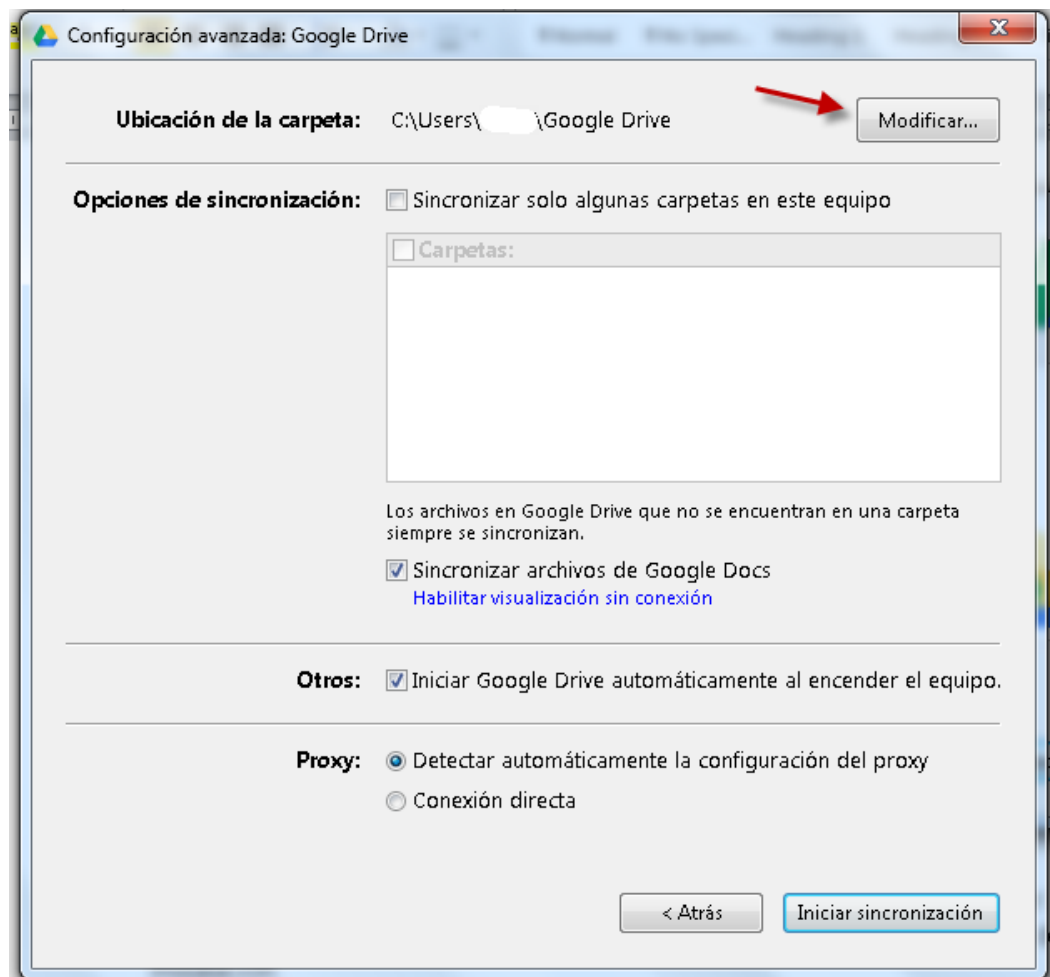 Configuración avanzada: Google Drive
Ubicación de la carpeta: C:\Users\ \Google Drive Modificar...
Opciones de sincronización: Sincronizar solo algunas carpetas en este equipo
Carpetas:
Los archivos en Google Drive que no se encuentran en una carpeta
siempre se sincronizan.
Sincronizar archivos de Google Docs
Habilitar visualización sin conexión
Otros: Iniciar Google Drive automáticamente al encender el equipo.
Proxy: Detectar automáticamente la configuración del proxy
Conexión directa
< Atrás Iniciar sincronización